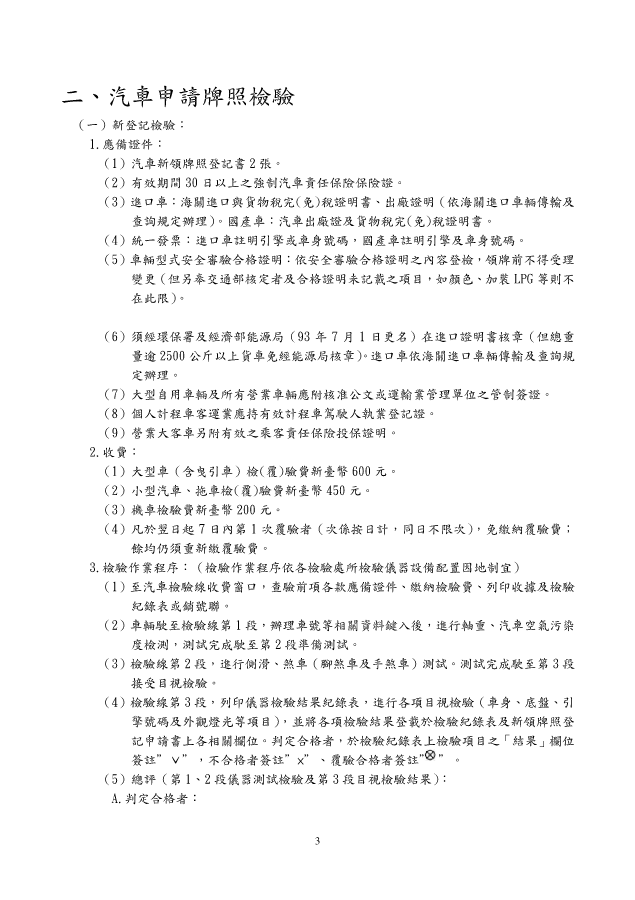 二、汽車申請牌照檢驗
（一）新登記檢驗：
1.應備證件：
（1）汽車新領牌照登記書2張。
（2）有效期間30日以上之強制汽車責任保險保險證。
（3）進口車：海關進口與貨物稅完(免)稅證明書、出廠證明（依海關進口車輛傳輸及
查詢規定辦理）。國產車：汽車出廠證及貨物稅完(免)稅證明書。
（4）統一發票：進口車註明引擎或車身號碼，國產車註明引擎及車身號碼。
（5）車輛型式安全審驗合格證明：依安全審驗合格證明之內容登檢，領牌前不得受理
變更（但另奉交通部核定者及合格證明未記載之項目，如顏色、加裝LPG等則不
在此限）。
（6）須經環保署及經濟部能源局（93年7月1日更名）在進口證明書核章（但總重
量逾2500公斤以上貨車免經能源局核章）。進口車依海關進口車輛傳輸及查詢規
定辦理。
（7）大型自用車輛及所有營業車輛應附核准公文或運輸業管理單位之管制簽證。
（8）個人計程車客運業應持有效計程車駕駛人執業登記證。
（9）營業大客車另附有效之乘客責任保險投保證明。
2.收費：
（1）大型車（含曳引車）檢(覆)驗費新臺幣600元。
（2）小型汽車、拖車檢(覆)驗費新臺幣450元。
（3）機車檢驗費新臺幣200元。
（4）凡於翌日起7日內第1次覆驗者（次係按日計，同日不限次），免繳納覆驗費；
餘均仍須重新繳覆驗費。
3.檢驗作業程序：（檢驗作業程序依各檢驗處所檢驗儀器設備配置因地制宜）
（1）至汽車檢驗線收費窗口，查驗前項各款應備證件、繳納檢驗費、列印收據及檢驗
紀錄表或銷號聯。
（2）車輛駛至檢驗線第1段，辦理車號等相關資料鍵入後，進行軸重、汽車空氣污染
度檢測，測試完成駛至第2段準備測試。
（3）檢驗線第2段，進行側滑、煞車（腳煞車及手煞車）測試。測試完成駛至第3段
接受目視檢驗。
（4）檢驗線第3段，列印儀器檢驗結果紀錄表，進行各項目視檢驗（車身、底盤、引
擎號碼及外觀燈光等項目），並將各項檢驗結果登載於檢驗紀錄表及新領牌照登
記申請書上各相關欄位。判定合格者，於檢驗紀錄表上檢驗項目之「結果」欄位
簽註”∨”，不合格者簽註”x”、覆驗合格者簽註”⊗”。
（5）總評（第1、2段儀器測試檢驗及第3段目視檢驗結果）：
A.判定合格者：
3